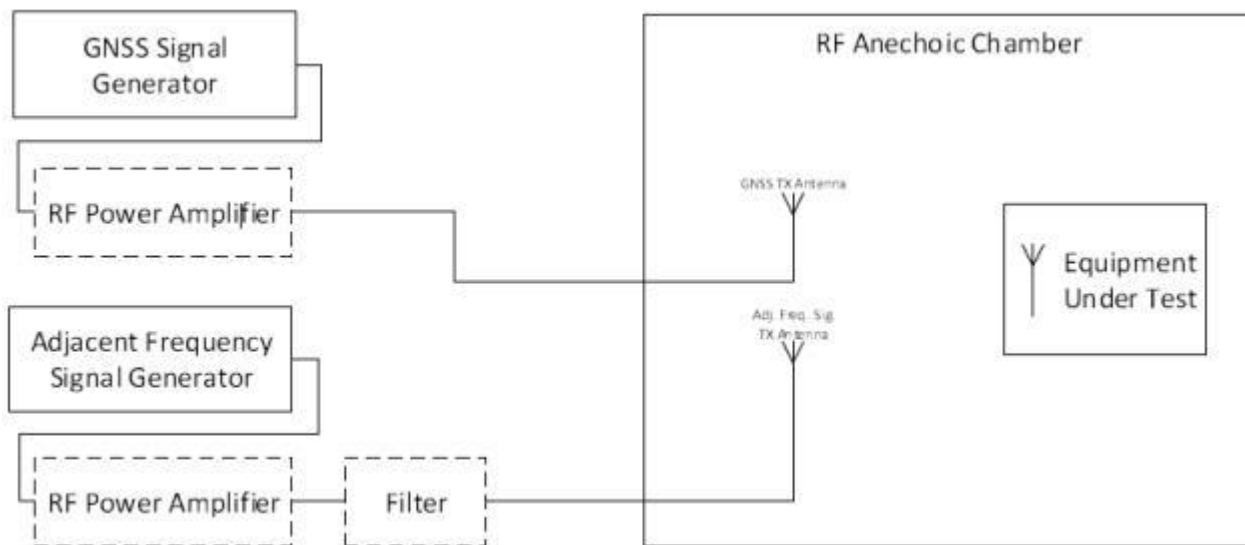 GNSS Signal
Generator
RF Power Amplifier
Adjacent Frequency
Signal Generator
RF Power Amplifier
Filter
RF Anechoic Chamber
GNSS TX Antenna
Adj. Freq. Sig.
TX Antenna
Equipment
Under Test